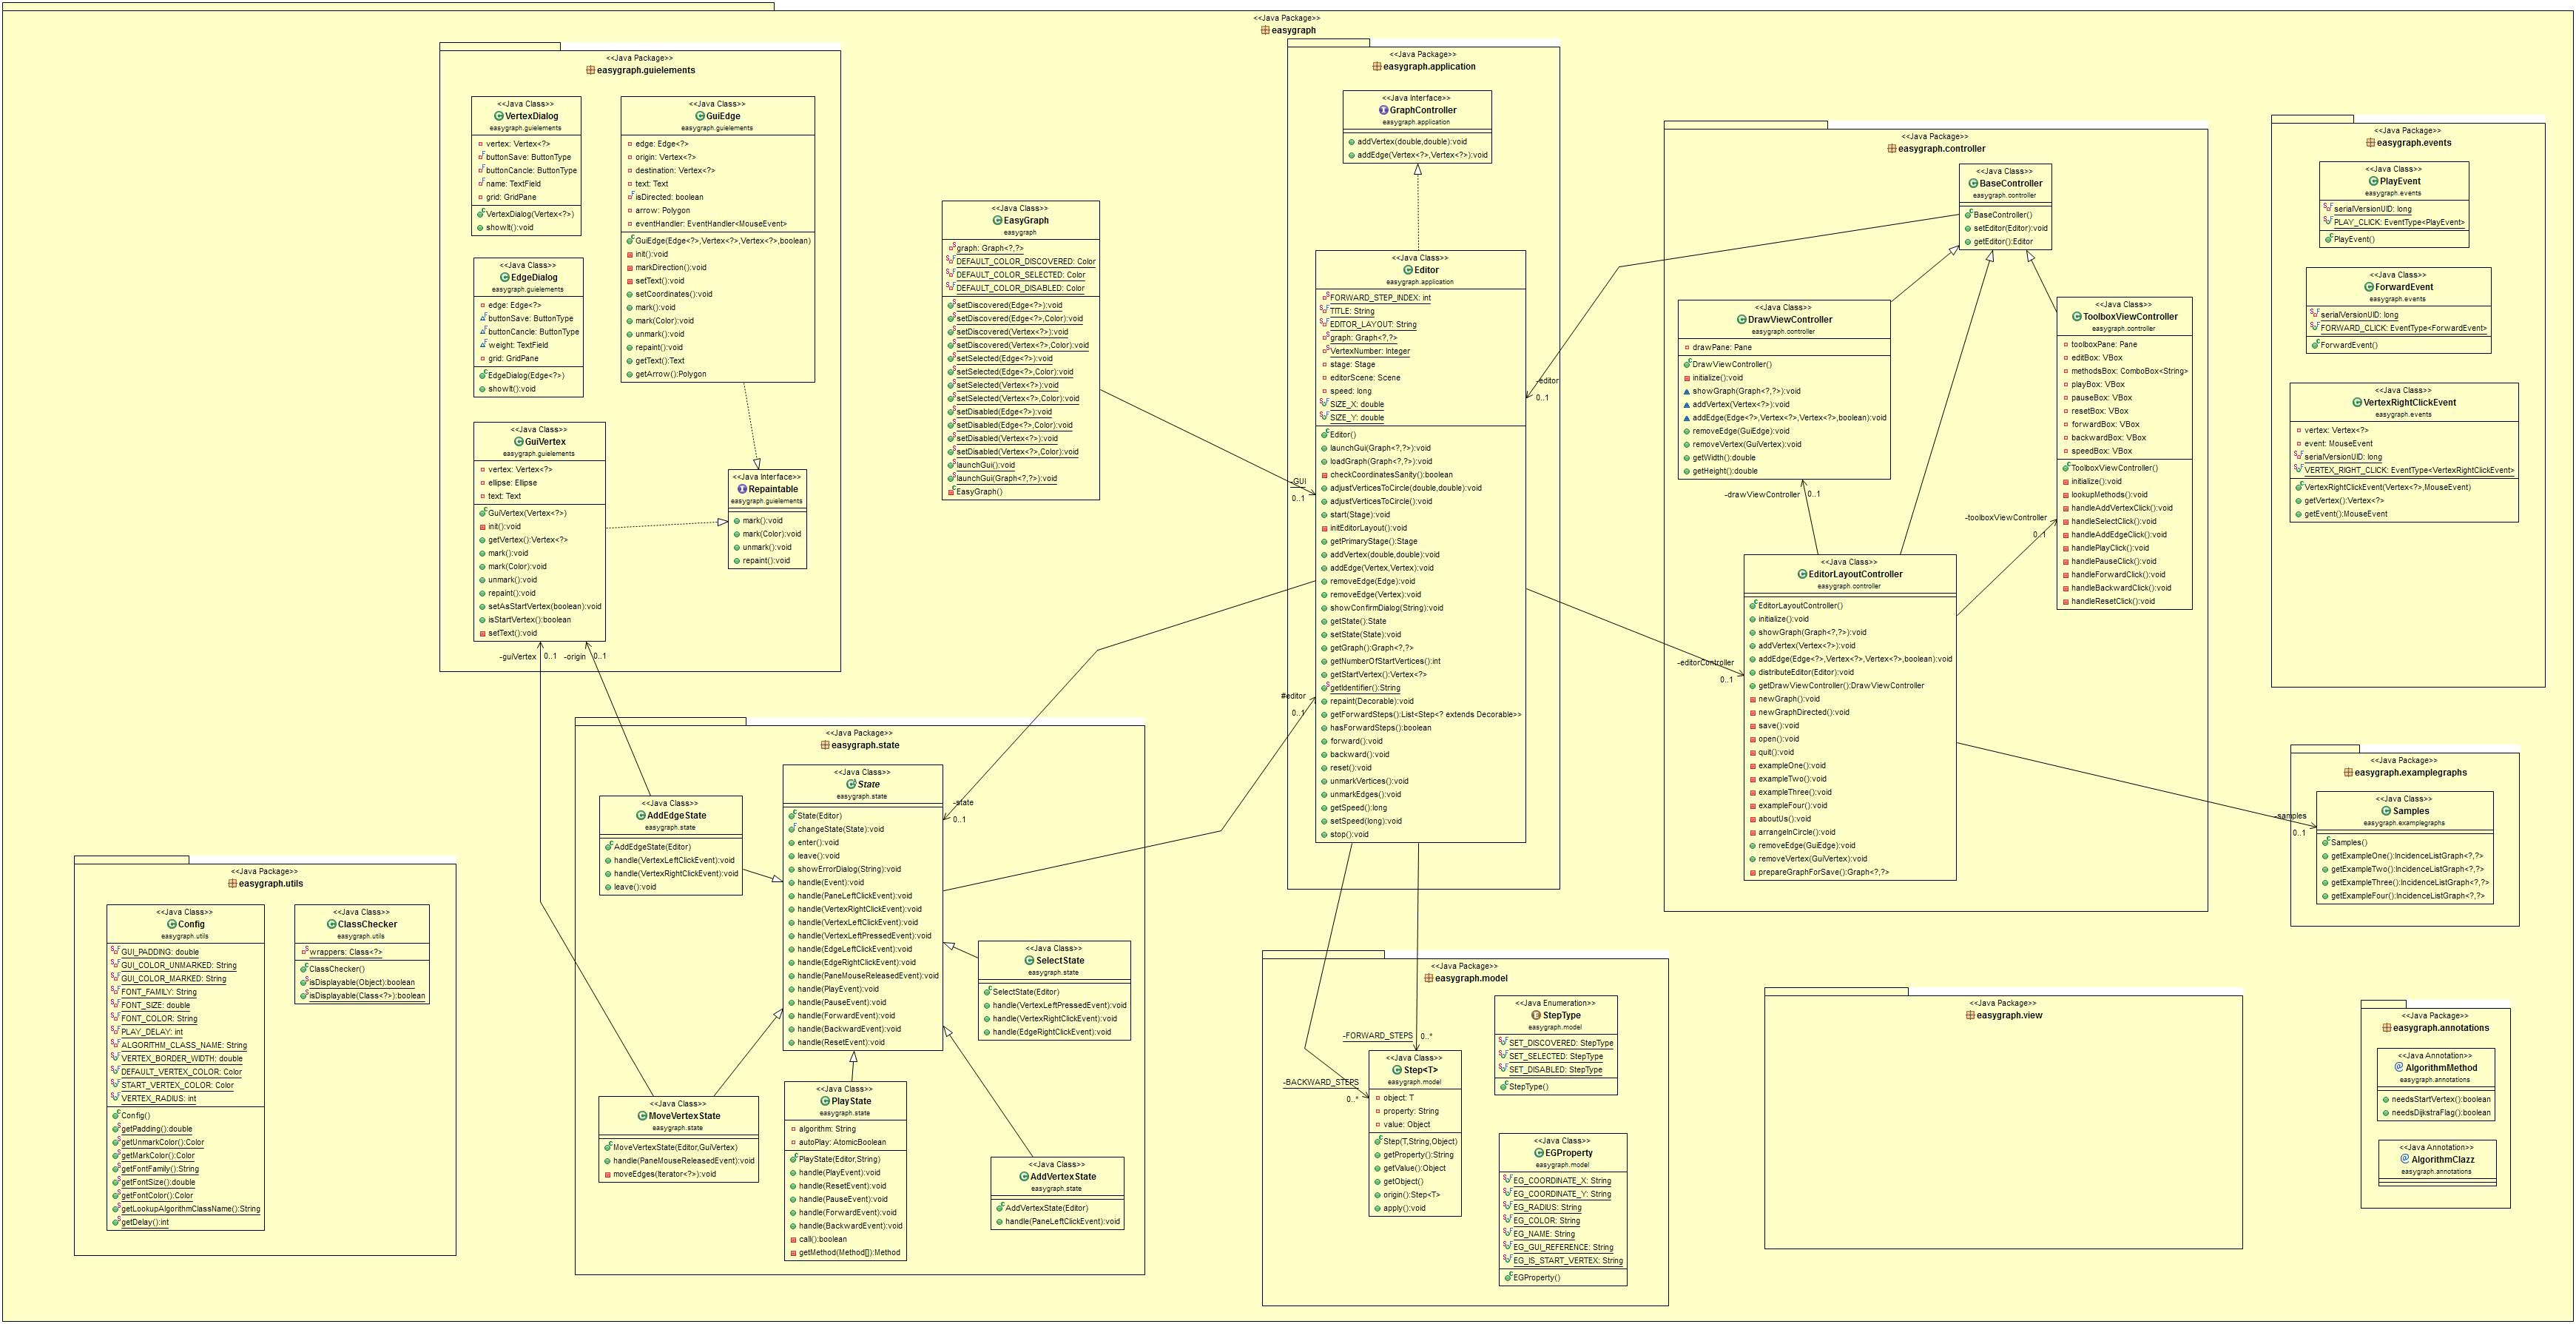 <<Java Package>>
easygraph
<<Java Package>>
easygraph.guielements
<<Java Class>>
VertexDialog
easygraph.guielements
vertex: Vertex<?>
buttonSave: ButtonType
buttonCancle: ButtonType
name: TextField
grid: GridPane
VertexDialog(Vertex<?>)
showIt():void
<<Java Class>>
GuiEdge
easygraph.guielements
edge: Edge<?>
origin: Vertex<?>
destination: Vertex<?>
text: Text
isDirected: boolean
arrow: Polygon
eventHandler: EventHandler<MouseEvent>
GuiEdge(Edge<?>,Vertex<?>,Vertex<?>,boolean)
init():void
markDirection():void
setText():void
setCoordinates():void
mark():void
mark(Color):void
unmark():void
repaint():void
getText():Text
getArrow():Polygon
<<Java Class>>
EdgeDialog
easygraph.guielements
edge: Edge<?>
buttonSave: ButtonType
buttonCancle: ButtonType
weight: TextField
grid: GridPane
EdgeDialog(Edge<?>)
showIt():void
<<Java Class>>
GuiVertex
easygraph.guielements
vertex: Vertex<?>
ellipse: Ellipse
text: Text
GuiVertex(Vertex<?>)
init():void
getVertex():Vertex<?>
mark():void
mark(Color):void
unmark():void
repaint():void
setAsStartVertex(boolean):void
isStartVertex():boolean
setText():void
<<Java Interface>>
Repaintable
easygraph.guielements
mark():void
mark(Color):void
unmark():void
repaint():void
-guiVertex
0..1
-origin
0..1
<<Java Class>>
EasyGraph
easygraph
graph: Graph<?,?>
DEFAULT_COLOR_DISCOVERED: Color
DEFAULT_COLOR_SELECTED: Color
DEFAULT_COLOR_DISABLED: Color
setDiscovered(Edge<?>):void
setDiscovered(Edge<?>,Color):void
setDiscovered(Vertex<?>):void
setDiscovered(Vertex<?>,Color):void
setSelected(Edge<?>):void
setSelected(Edge<?>,Color):void
setSelected(Vertex<?>):void
setSelected(Vertex<?>,Color):void
setDisabled(Edge<?>):void
setDisabled(Edge<?>,Color):void
setDisabled(Vertex<?>):void
setDisabled(Vertex<?>,Color):void
launchGui():void
launchGui(Graph<?,?>):void
EasyGraph()
-GUI
0..1
<<Java Package>>
easygraph.application
<<Java Interface>>
GraphController
easygraph.application
addVertex(double,double):void
addEdge(Vertex<?>,Vertex<?>):void
<<Java Class>>
Editor
easygraph.application
FORWARD_STEP_INDEX: int
TITLE: String
EDITOR_LAYOUT: String
graph: Graph<?,?>
VertexNumber: Integer
stage: Stage
editorScene: Scene
speed: long
SIZE_X: double
SIZE_Y: double
Editor()
launchGui(Graph<?,?>):void
loadGraph(Graph<?,?>):void
checkCoordinatesSanity():boolean
adjustVerticesToCircle(double,double):void
adjustVerticesToCircle():void
start(Stage):void
initEditorLayout():void
getPrimaryStage():Stage
addVertex(double,double):void
addEdge(Vertex,Vertex):void
removeEdge(Edge):void
removeEdge(Vertex):void
showConfirmDialog(String):void
getState():State
setState(State):void
getGraph():Graph<?,?>
getNumberOfStartVertices():int
getStartVertex():Vertex<?>
getIdentifier():String
repaint(Decorable):void
getForwardSteps():List<Step<? extends Decorable>>
hasForwardSteps():boolean
forward():void
backward():void
reset():void
unmarkVertices():void
unmarkEdges():void
getSpeed():long
setSpeed(long):void
stop():void
-editor
0..1
#editor
0..1
<<Java Package>>
easygraph.controller
<<Java Class>>
BaseController
easygraph.controller
BaseController()
setEditor(Editor):void
getEditor():Editor
<<Java Class>>
DrawViewController
easygraph.controller
drawPane: Pane
DrawViewController()
initialize():void
showGraph(Graph<?,?>):void
addVertex(Vertex<?>):void
addEdge(Edge<?>,Vertex<?>,Vertex<?>,boolean):void
removeEdge(GuiEdge):void
removeVertex(GuiVertex):void
getWidth():double
getHeight():double
-drawViewController
0..1
<<Java Class>>
ToolboxViewController
easygraph.controller
toolboxPane: Pane
editBox: VBox
methodsBox: ComboBox<String>
playBox: VBox
pauseBox: VBox
resetBox: VBox
forwardBox: VBox
backwardBox: VBox
speedBox: VBox
ToolboxViewController()
initialize():void
lookupMethods():void
handleAddVertexClick():void
handleSelectClick():void
handleAddEdgeClick():void
handlePlayClick():void
handlePauseClick():void
handleForwardClick():void
handleBackwardClick():void
handleResetClick():void
-toolboxViewController
0..1
<<Java Class>>
EditorLayoutController
easygraph.controller
EditorLayoutController()
initialize():void
showGraph(Graph<?,?>):void
addVertex(Vertex<?>):void
addEdge(Edge<?>,Vertex<?>,Vertex<?>,boolean):void
distributeEditor(Editor):void
getDrawViewController():DrawViewController
newGraph():void
newGraphDirected():void
save():void
open():void
quit():void
exampleOne():void
exampleTwo():void
exampleThree():void
exampleFour():void
aboutUs():void
arrangeInCircle():void
removeEdge(GuiEdge):void
removeVertex(GuiVertex):void
prepareGraphForSave():Graph<?,?>
-editorController
0..1
<<Java Package>>
easygraph.events
<<Java Class>>
PlayEvent
easygraph.events
serialVersionUID: long
PLAY_CLICK: EventType<PlayEvent>
PlayEvent()
<<Java Class>>
ForwardEvent
easygraph.events
serialVersionUID: long
FORWARD_CLICK: EventType<ForwardEvent>
ForwardEvent()
<<Java Class>>
VertexRightClickEvent
easygraph.events
vertex: Vertex<?>
event: MouseEvent
serialVersionUID: long
VERTEX_RIGHT_CLICK: EventType<VertexRightClickEvent>
VertexRightClickEvent(Vertex<?>,MouseEvent)
getVertex():Vertex<?>
getEvent():MouseEvent
<<Java Package>>
easygraph.state
<<Java Class>>
State
easygraph.state
State(Editor)
changeState(State):void
enter():void
leave():void
showErrorDialog(String):void
handle(Event):void
handle(PaneLeftClickEvent):void
handle(VertexRightClickEvent):void
handle(VertexLeftClickEvent):void
handle(VertexLeftPressedEvent):void
handle(EdgeLeftClickEvent):void
handle(EdgeRightClickEvent):void
handle(PaneMouseReleasedEvent):void
handle(PlayEvent):void
handle(PauseEvent):void
handle(ForwardEvent):void
handle(BackwardEvent):void
handle(ResetEvent):void
-state
0..1
<<Java Class>>
AddEdgeState
easygraph.state
AddEdgeState(Editor)
handle(VertexLeftClickEvent):void
handle(VertexRightClickEvent):void
leave():void
<<Java Class>>
SelectState
easygraph.state
SelectState(Editor)
handle(VertexLeftPressedEvent):void
handle(VertexRightClickEvent):void
handle(EdgeRightClickEvent):void
<<Java Class>>
MoveVertexState
easygraph.state
MoveVertexState(Editor,GuiVertex)
handle(PaneMouseReleasedEvent):void
moveEdges(Iterator<?>):void
<<Java Class>>
PlayState
easygraph.state
algorithm: String
autoPlay: AtomicBoolean
PlayState(Editor,String)
handle(PlayEvent):void
handle(ResetEvent):void
handle(PauseEvent):void
handle(ForwardEvent):void
handle(BackwardEvent):void
call():boolean
getMethod(Method[]):Method
<<Java Class>>
AddVertexState
easygraph.state
AddVertexState(Editor)
handle(PaneLeftClickEvent):void
<<Java Package>>
easygraph.utils
<<Java Class>>
Config
easygraph.utils
GUI_PADDING: double
GUI_COLOR_UNMARKED: String
GUI_COLOR_MARKED: String
FONT_FAMILY: String
FONT_SIZE: double
FONT_COLOR: String
PLAY_DELAY: int
ALGORITHM_CLASS_NAME: String
VERTEX_BORDER_WIDTH: double
DEFAULT_VERTEX_COLOR: Color
START_VERTEX_COLOR: Color
VERTEX_RADIUS: int
Config()
getPadding():double
getUnmarkColor():Color
getMarkColor():Color
getFontFamily():String
getFontSize():double
getFontColor():Color
getLookupAlgorithmClassName():String
getDelay():int
<<Java Class>>
ClassChecker
easygraph.utils
wrappers: Class<?>
ClassChecker()
isDisplayable(Object):boolean
isDisplayable(Class<?>):boolean
<<Java Package>>
easygraph.model
-FORWARD_STEPS
0..*
-BACKWARD_STEPS
0..*
<<Java Class>>
Step<T>
easygraph.model
object: T
property: String
value: Object
Step(T,String,Object)
getProperty():String
getValue():Object
getObject()
origin():Step<T>
apply():void
<<Java Enumeration>>
StepType
easygraph.model
SET_DISCOVERED: StepType
SET_SELECTED: StepType
SET_DISABLED: StepType
StepType()
<<Java Class>>
EGProperty
easygraph.model
EG_COORDINATE_X: String
EG_COORDINATE_Y: String
EG_RADIUS: String
EG_COLOR: String
EG_NAME: String
EG_GUI_REFERENCE: String
EG_IS_START_VERTEX: String
EGProperty()
<<Java Package>>
easygraph.view
<<Java Package>>
easygraph.examplegraphs
<<Java Class>>
Samples
easygraph.examplegraphs
Samples()
getExampleOne():IncidenceListGraph<?,?>
getExampleTwo():IncidenceListGraph<?,?>
getExampleThree():IncidenceListGraph<?,?>
getExampleFour():IncidenceListGraph<?,?>
-samples
0..1
<<Java Package>>
easygraph.annotations
<<Java Annotation>>
AlgorithmMethod
easygraph.annotations
needsStartVertex():boolean
needsDijkstraFlag():boolean
<<Java Annotation>>
AlgorithmClazz
easygraph.annotations